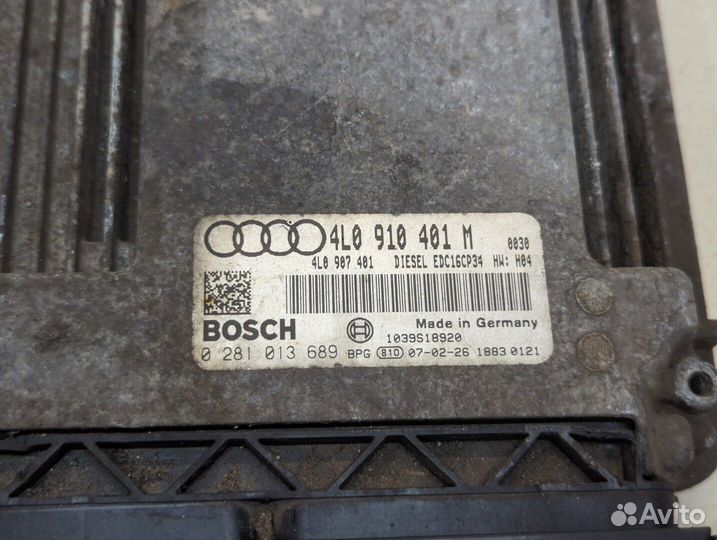 4L0 910 401 M 0030
4L0 907 401 DIESEL EDC16CP34 HW: H04
BOSCH
Made in Germany
1039S18920
0 281 013 689 BPG 810 07-02-26 1883 0121
Avito